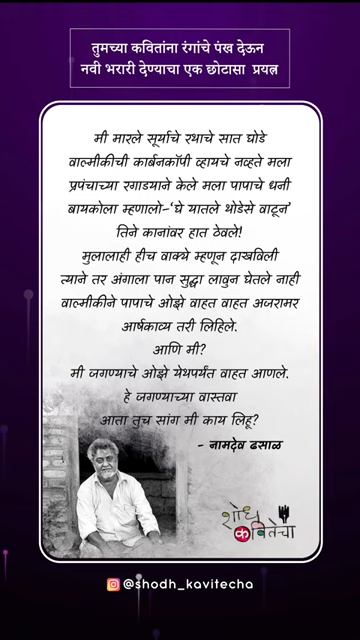 तुमच्या कवितांना रंगांचे पंख देऊन
नवी भरारी देण्याचा एक छोटासा प्रयत्न
मी मारले सूर्याचे रथाचे सात घोडे
वाल्मीकीची कार्बनकॉपी व्हायचे नव्हते मला
प्रपंचाच्या रगाडयाने केले मला पापाचे धनी
बायकोला म्हणालो-'घे यातले थोडेसे वाटून'
तिने कानांवर हात ठेवले!
मुलालाही हीच वाक्ये म्हणून दाखविली
त्याने तर अंगाला पान सुद्धा लावुन घेतले नाही
वाल्मीकीने पापाचे ओझे वाहत वाहत अजरामर
आर्षकाव्य तरी लिहिले.
आणि मी?
मी जगण्याचे ओझे येथपर्यंत वाहत आणले.
हे जगण्याच्या वास्तवा
आता तुच सांग मी काय लिहू?
- नामदेव ढसाळ
शोध
कवितेचा
@shodh_kavitecha